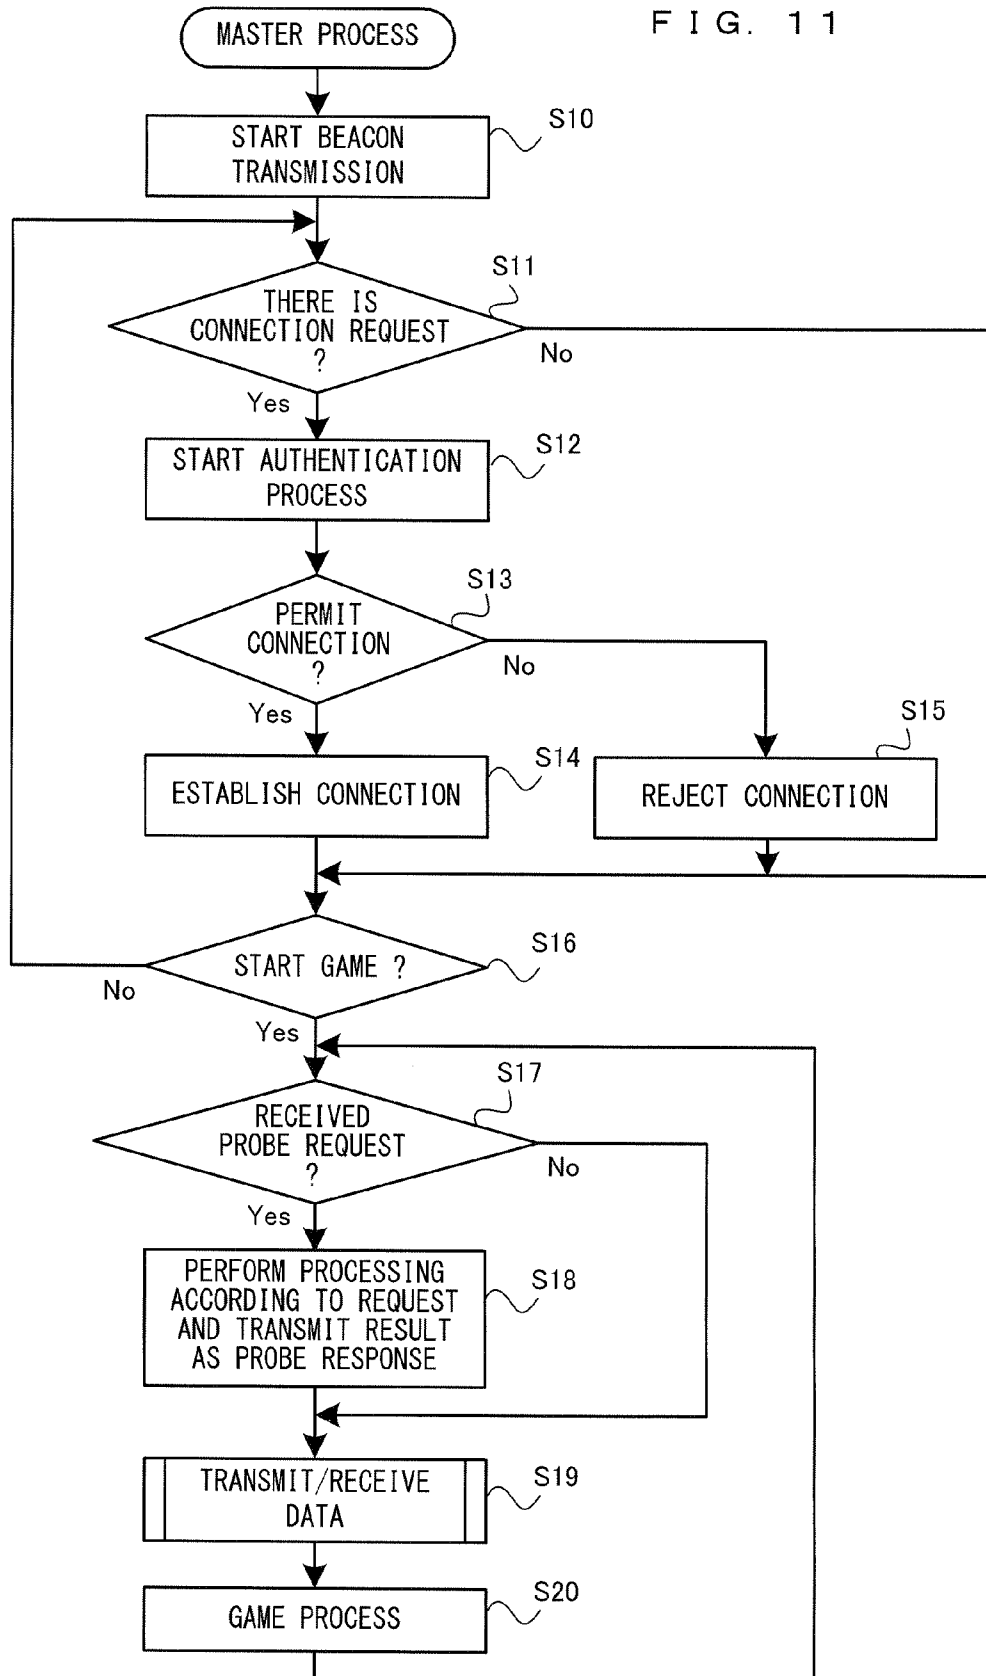 FIG. 11
MASTER PROCESS
S10
START BEACON
TRANSMISSION
S11
THERE IS
CONNECTION REQUEST
?
No
Yes
S12
START AUTHENTICATION
PROCESS
S13
PERMIT
CONNECTION
?
No
Yes
S14
ESTABLISH CONNECTION
S15
REJECT CONNECTION
S16
START GAME ?
No
Yes
S17
RECEIVED
PROBE REQUEST
?
No
Yes
S18
PERFORM PROCESSING
ACCORDING TO REQUEST
AND TRANSMIT RESULT
AS PROBE RESPONSE
S19
TRANSMIT/RECEIVE
DATA
S20
GAME PROCESS